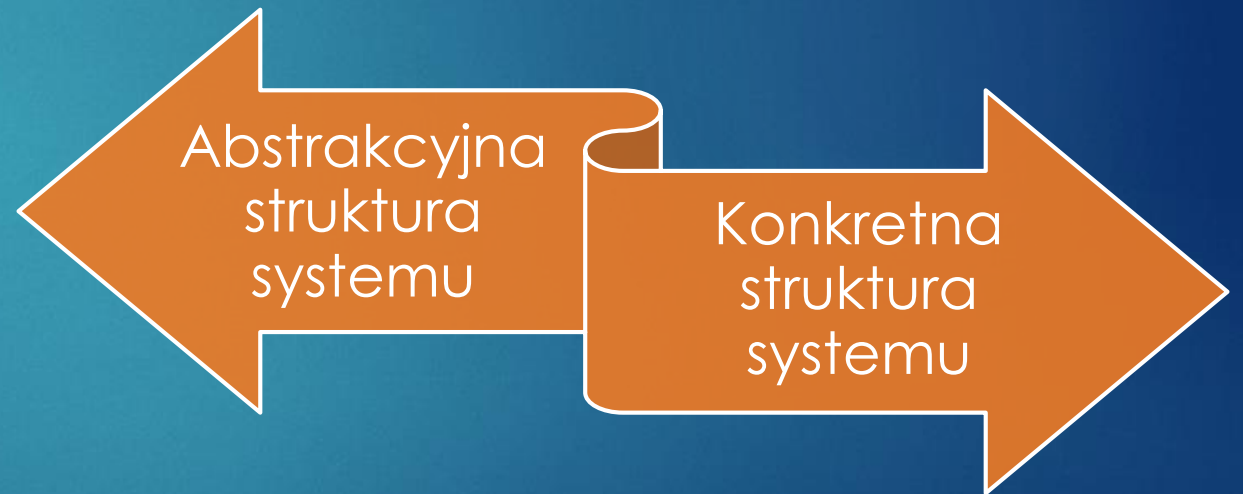 Abstrakcyjna
struktura
systemu
Konkretna
struktura
systemu